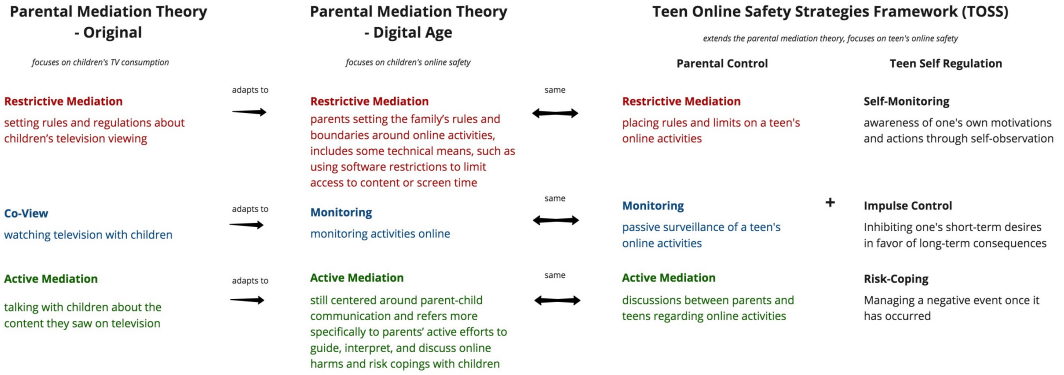 Parental Mediation Theory
- Original
focuses on children's TV consumption
Restrictive Mediation
setting rules and regulations about
children's television viewing
Co-View
watching television with children
Active Mediation
talking with children about the
content they saw on television
adapts to
adapts to
adapts to
Parental Mediation Theory
- Digital Age
focuses on children's online safety
Restrictive Mediation
parents setting the family's rules and
boundaries around online activities,
includes some technical means, such as
using software restrictions to limit
access to content or screen time
Monitoring
monitoring activities online
Active Mediation
still centered around parent-child
communication and refers more
specifically to parents' active efforts to
guide, interpret, and discuss online
harms and risk copings with children
same
same
same
Teen Online Safety Strategies Framework (TOSS)
extends the parental mediation theory, focuses on teen's online safety
Parental Control
Restrictive Mediation
placing rules and limits on a teen's
online activities
Monitoring
passive surveillance of a teen's
online activities
Active Mediation
discussions between parents and
teens regarding online activities
+
Teen Self Regulation
Self-Monitoring
awareness of one's own motivations
and actions through self-observation
Impulse Control
Inhibiting one's short-term desires
in favor of long-term consequences
Risk-Coping
Managing a negative event once it
has occurred